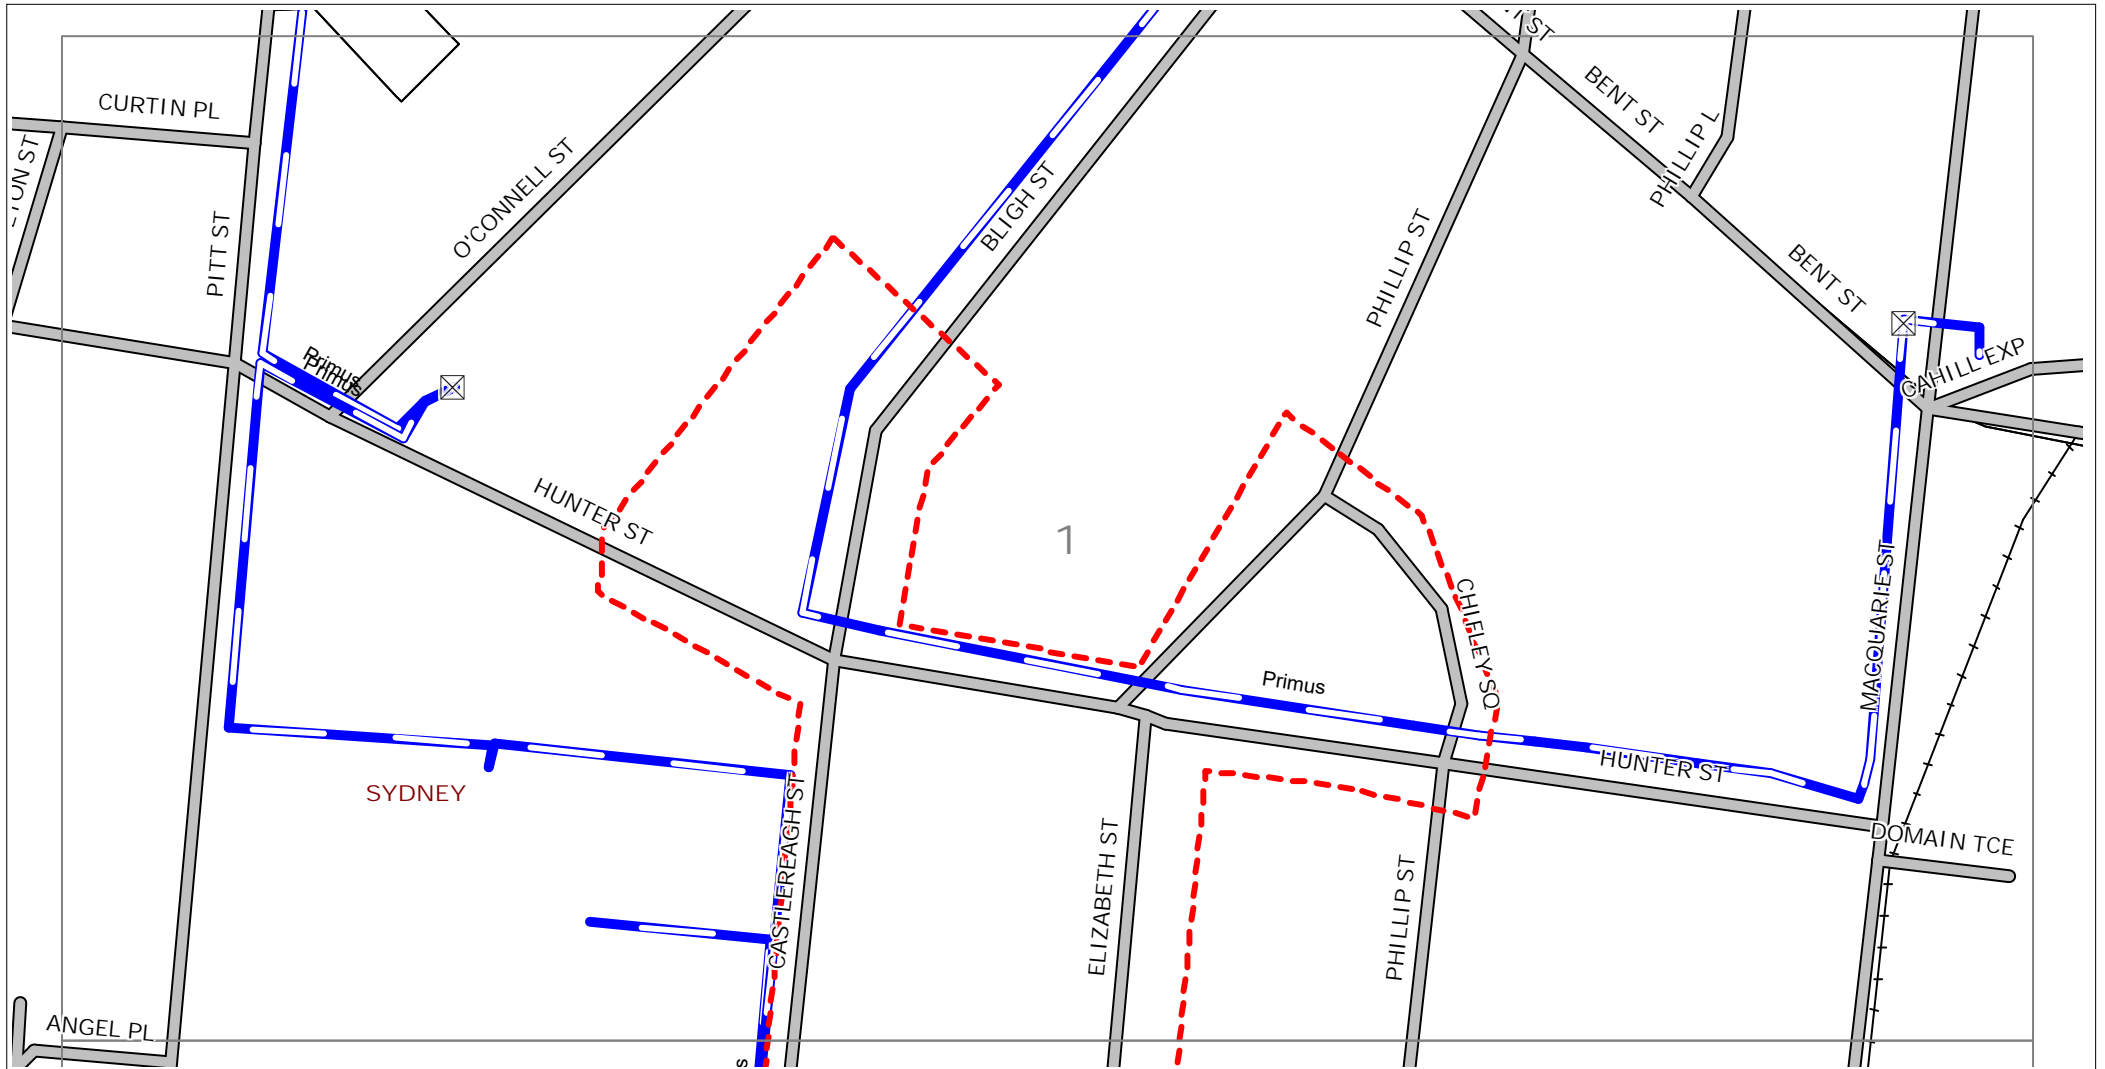 BENT ST
CURTIN PL
PHILLIP L
O'CONNELL ST
PITT ST
BLIGH ST
PHILLIP ST
BENT ST
Primus
Primus
CAHILL EXP
HUNTER ST
1
CHIFLEY SQ
MACQUARIE ST
Primus
HUNTER ST
SYDNEY
CASTLEREAGH ST
ELIZABETH ST
PHILLIP ST
DOMAIN TCE
ANGEL PL